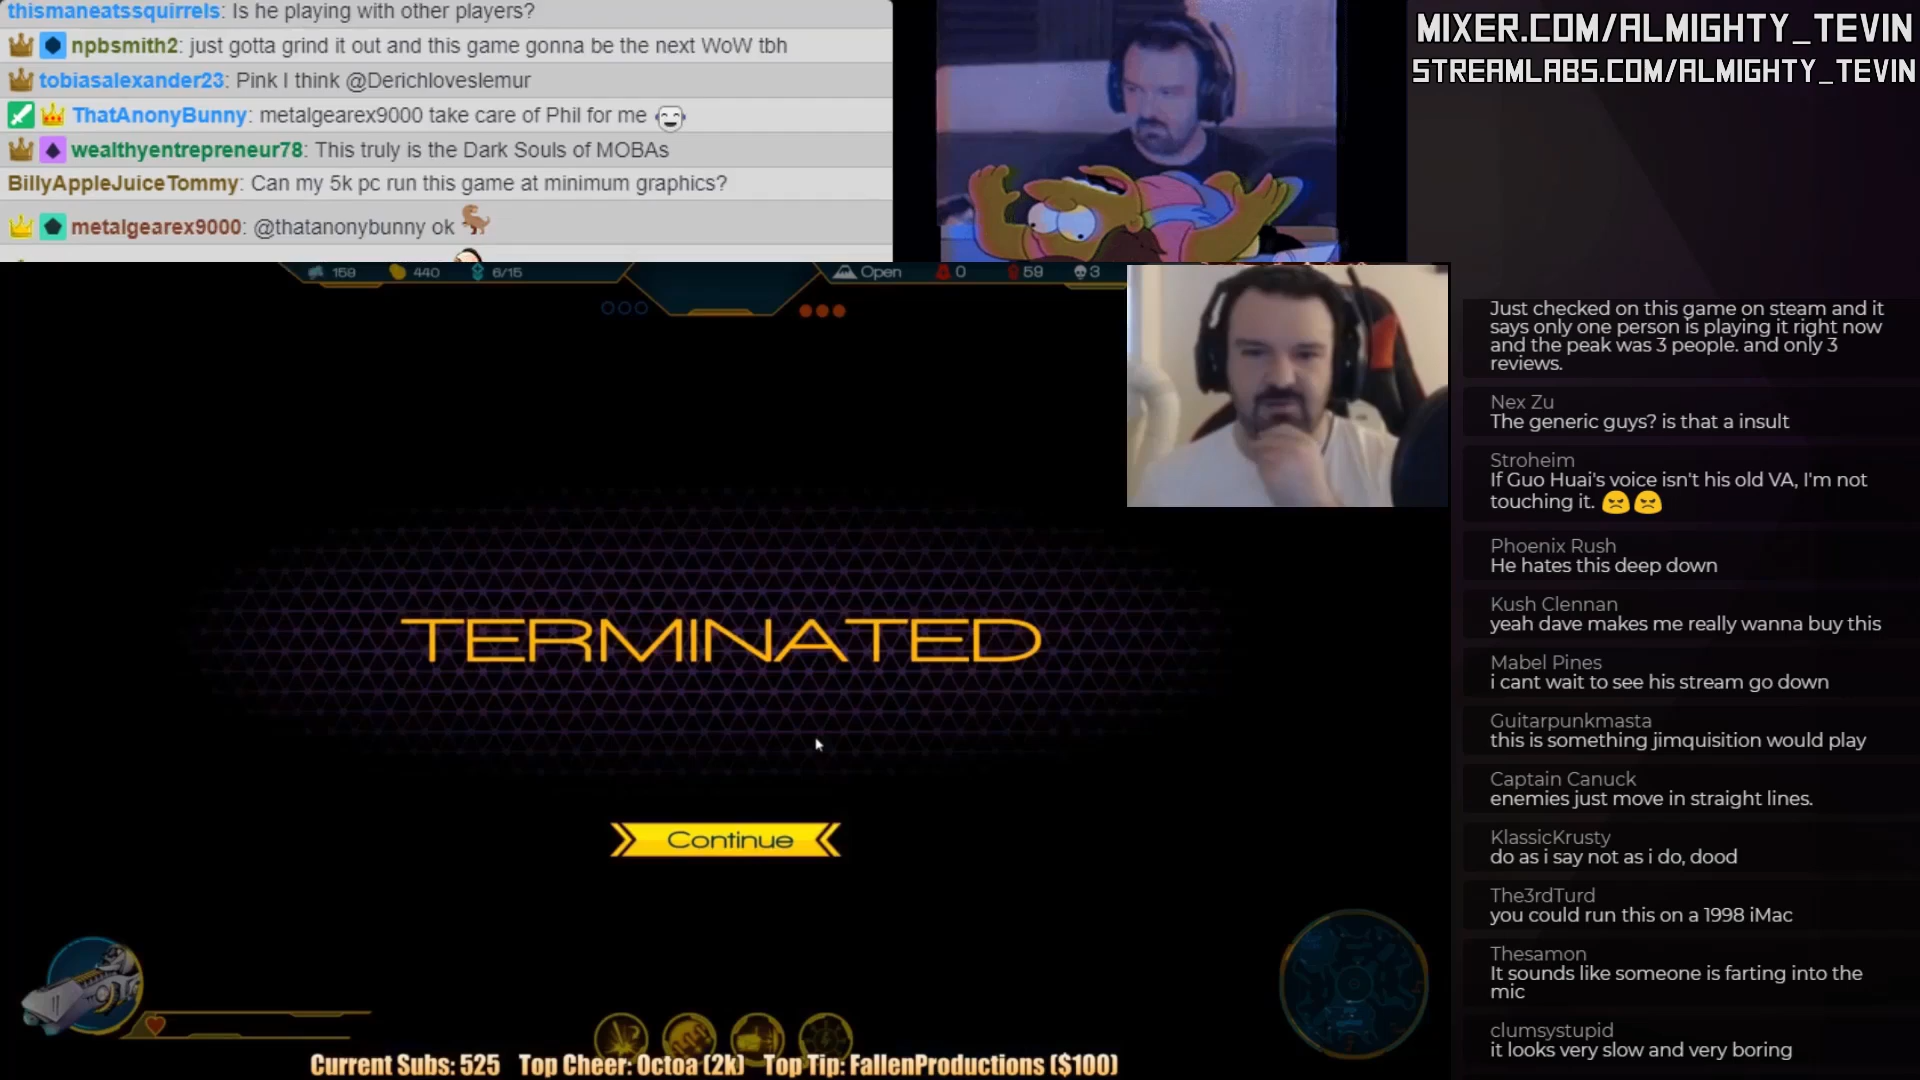 thismaneatssquirrels: Is he playing with other players?
npbsmith2: just gotta grind it out and this game gonna be the next WoW tbh
tobiasalexander23: Pink I think @Derichloveslemur
ThatAnonyBunny: metalgearex9000 take care of Phil for me
wealthyentrepreneur78: This truly is the Dark Souls of MOBAs
BillyAppleJuiceTommy: Can my 5k pc run this game at minimum graphics?
metalgearex9000: @thatanonybunny ok
MIXER.COM/ALMIGHTY_TEVIN
STREAMLABS.COM/ALMIGHTY_TEVIN
159 440 6/15
Open 0 59 3
TERMINATED
Continue
Current Subs: 525 Top Cheer: Octoa (2k) Top Tip: FallenProductions ($100)
Just checked on this game on steam and it
says only one person is playing it right now
and the peak was 3 people. and only 3
reviews.
Nex Zu
The generic guys? is that a insult
Stroheim
If Guo Huai's voice isn't his old VA, I'm not
touching it.
Phoenix Rush
He hates this deep down
Kush Clennan
yeah dave makes me really wanna buy this
Mabel Pines
i cant wait to see his stream go down
Guitarpunkmasta
this is something jimquisition would play
Captain Canuck
enemies just move in straight lines.
KlassicKrusty
do as i say not as i do, dood
The3rdTurd
you could run this on a 1998 iMac
Thesamon
It sounds like someone is farting into the
mic
clumsystupid
it looks very slow and very boring